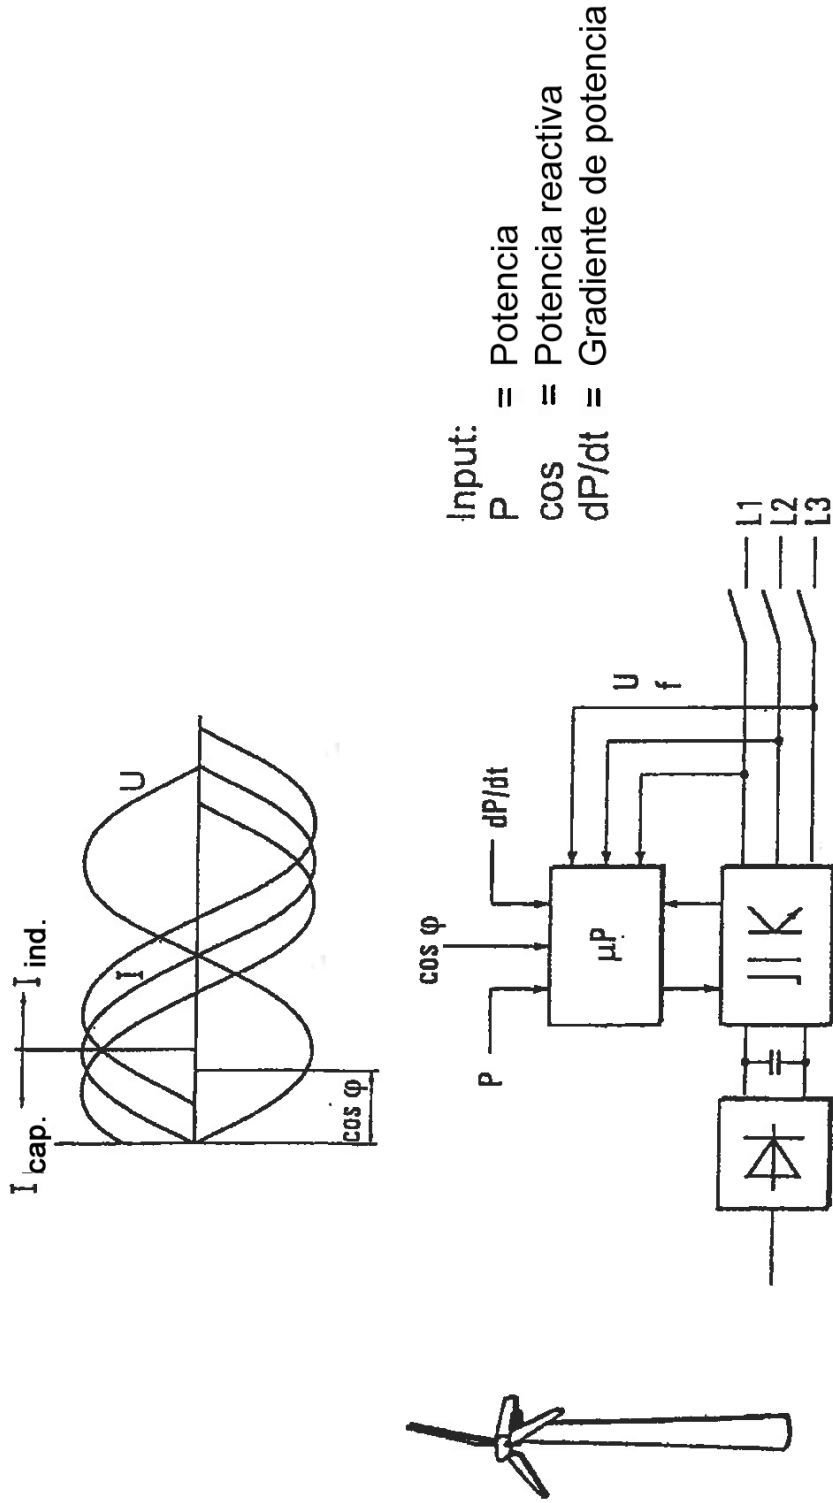 I cap.
I ind.
I
U
cos φ
Input:
P = Potencia
cos = Potencia reactiva
dP/dt = Gradiente de potencia
P
cos φ
dP/dt
µP
U
f
L1
L2
L3